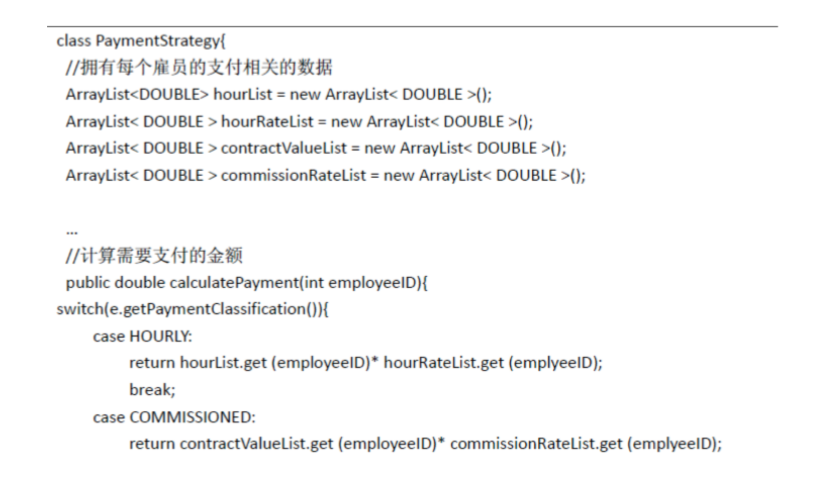 class PaymentStrategy{
//拥有每个雇员的支付相关的数据
ArrayList<DOUBLE> hourList = new ArrayList< DOUBLE >();
ArrayList< DOUBLE > hourRateList = new ArrayList< DOUBLE >();
ArrayList< DOUBLE > contractValueList = new ArrayList< DOUBLE >();
ArrayList< DOUBLE > commissionRateList = new ArrayList< DOUBLE >();
...
//计算需要支付的金额
public double calculatePayment(int employeeID){
switch(e.getPaymentClassification()){
case HOURLY:
return hourList.get (employeeID)* hourRateList.get (emplyeeID);
break;
case COMMISSIONED:
return contractValueList.get (employeeID)* commissionRateList.get (emplyeeID);